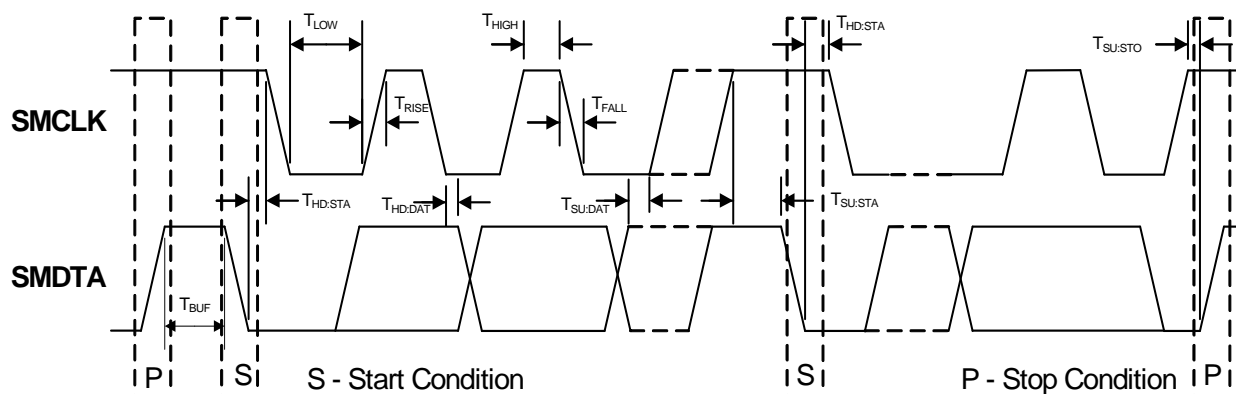 TLOW
THIGH
THD:STA
TSU:STO
SMCLK
TRISE
TFALL
THD:STA
THD:DAT
TSU:DAT
TSU:STA
SMDTA
TBUF
P
S
S - Start Condition
S
P - Stop Condition
P